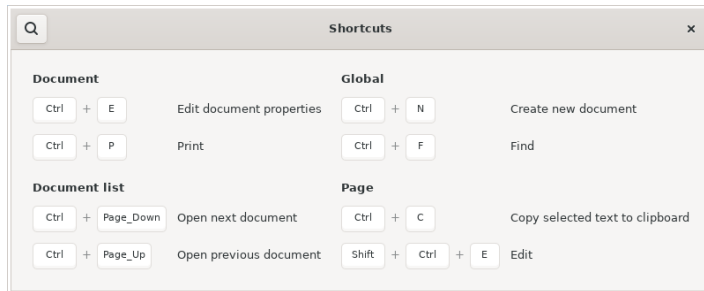 Shortcuts ×
Document
Ctrl + E Edit document properties
Ctrl + P Print
Global
Ctrl + N Create new document
Ctrl + F Find
Document list
Ctrl + Page_Down Open next document
Ctrl + Page_Up Open previous document
Page
Ctrl + C Copy selected text to clipboard
Shift + Ctrl + E Edit